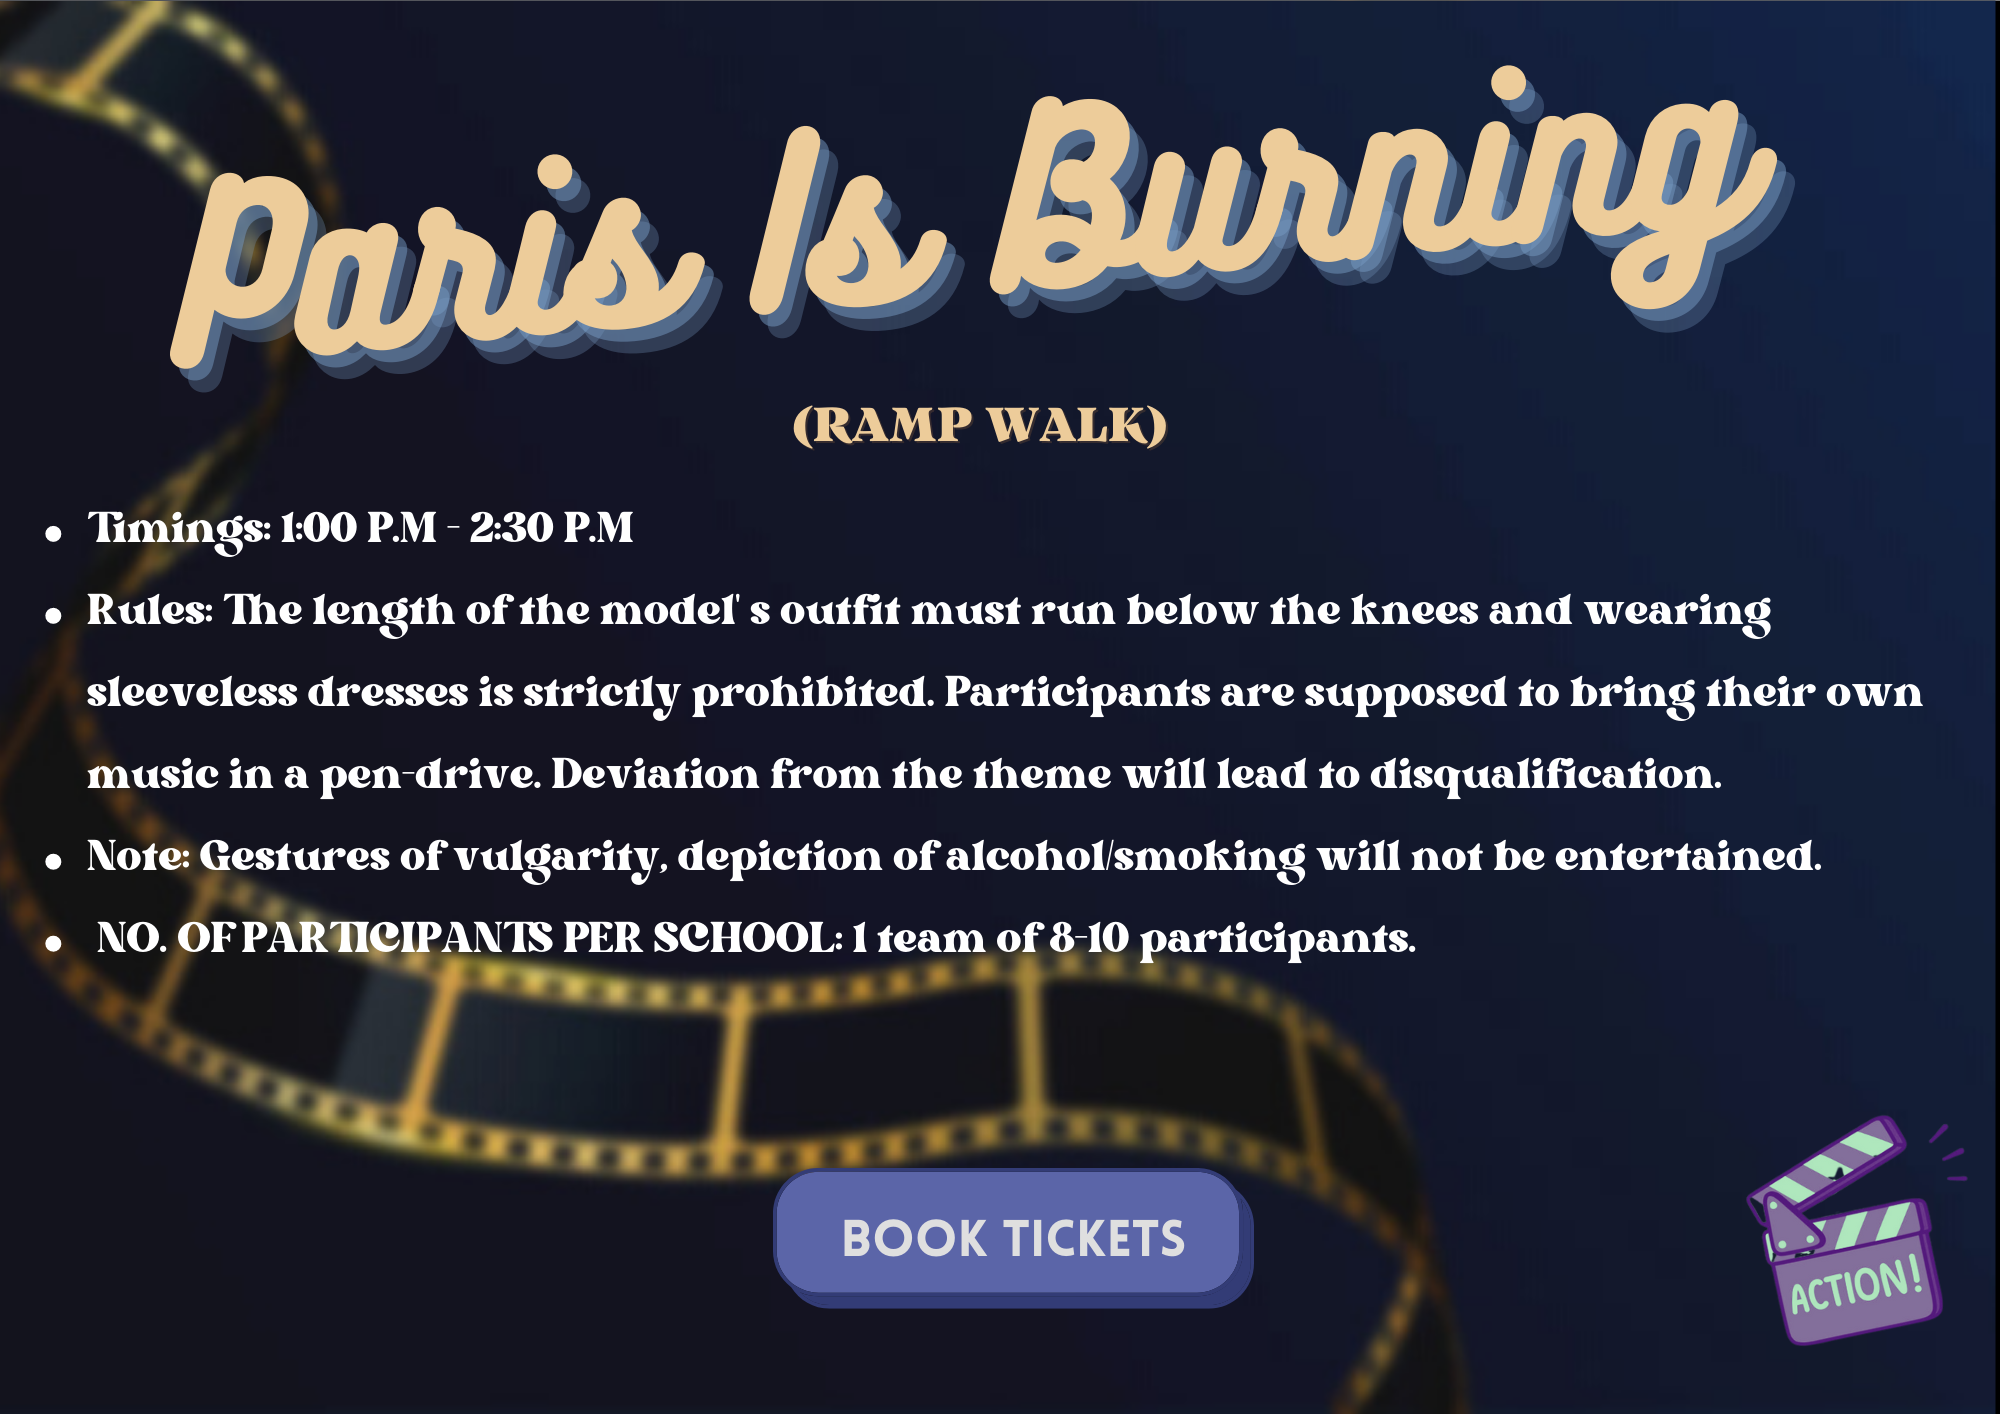 Paris Is Burning
(RAMP WALK)
• Timings: 1:00 P.M - 2:30 P.M
• Rules: The length of the model' s outfit must run below the knees and wearing
sleeveless dresses is strictly prohibited. Participants are supposed to bring their own
music in a pen-drive. Deviation from the theme will lead to disqualification.
• Note: Gestures of vulgarity, depiction of alcohol/smoking will not be entertained.
• NO. OF PARTICIPANTS PER SCHOOL: 1 team of 8-10 participants.
BOOK TICKETS
ACTION!